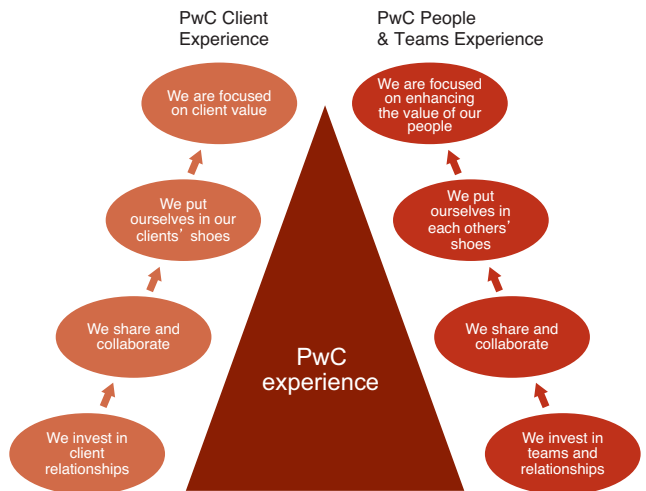 PwC Client
Experience
PwC People
& Teams Experience
We are focused
on client value
We are focused
on enhancing
the value of our
people
We put
ourselves in our
clients’ shoes
We put
ourselves in
each others’
shoes
We share and
collaborate
We share and
collaborate
PwC
experience
We invest in
client
relationships
We invest in
teams and
relationships